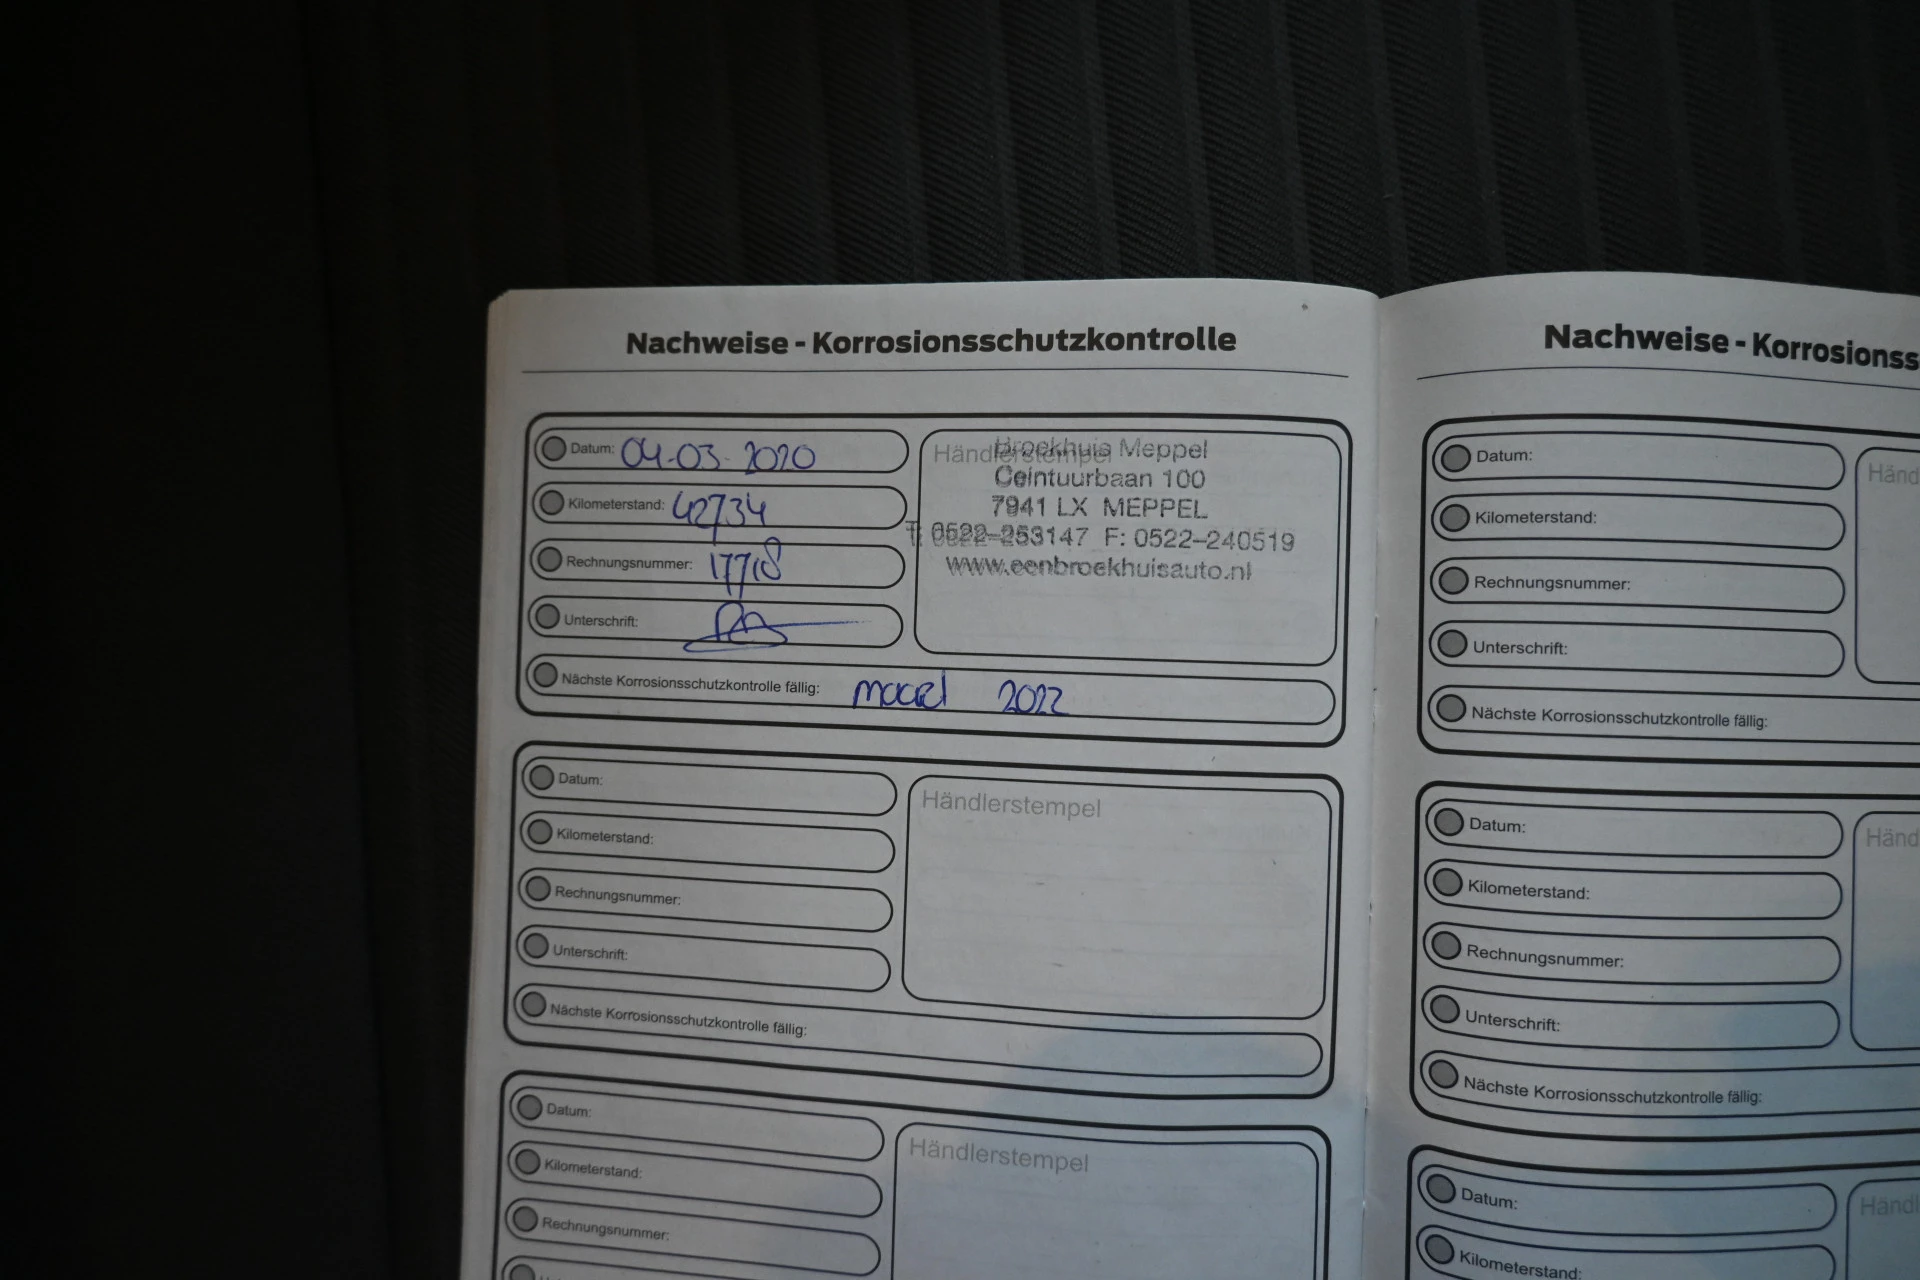 Nachweise - Korrosionsschutzkontrolle
Datum: 04-03-2020
Kilometerstand: 42734
Rechnungsnummer: 17718
Unterschrift:
Nächste Korrosionsschutzkontrolle fällig: maart 2022
Händlerstempel
Broekhuis Meppel
Ceintuurbaan 100
7941 LX MEPPEL
T: 0522-253147 F: 0522-240519
www.eenbroekhuisauto.nl
Datum:
Kilometerstand:
Rechnungsnummer:
Unterschrift:
Nächste Korrosionsschutzkontrolle fällig:
Händlerstempel
Datum:
Kilometerstand:
Rechnungsnummer:
Händlerstempel
Nachweise - Korrosionss
Datum:
Kilometerstand:
Rechnungsnummer:
Unterschrift:
Nächste Korrosionsschutzkontrolle fällig:
Händ
Datum:
Kilometerstand:
Rechnungsnummer:
Unterschrift:
Nächste Korrosionsschutzkontrolle fällig:
Händ
Datum:
Kilometerstand:
Händl